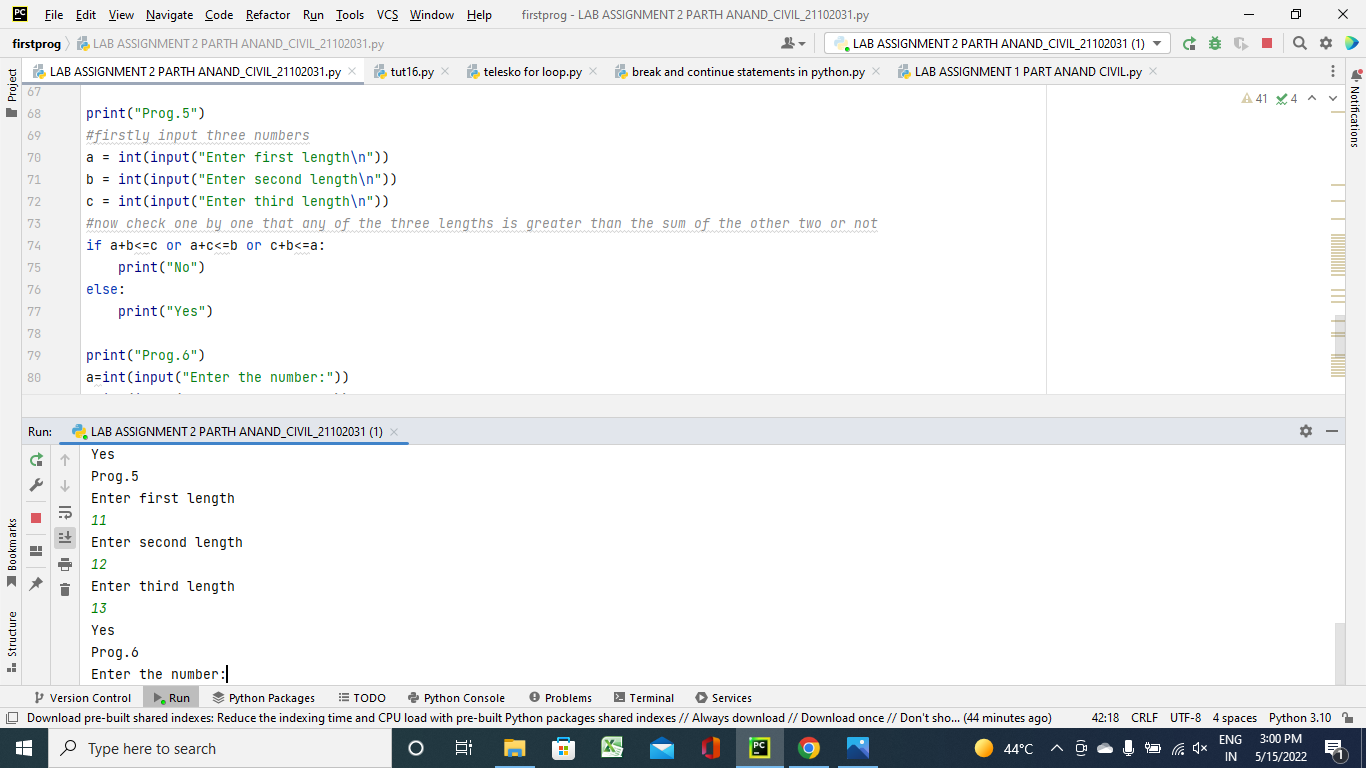 File Edit View Navigate Code Refactor Run Tools VCS Window Help firstprog - LAB ASSIGNMENT 2 PARTH ANAND_CIVIL_21102031.py
firstprog LAB ASSIGNMENT 2 PARTH ANAND_CIVIL_21102031.py LAB ASSIGNMENT 2 PARTH ANAND_CIVIL_21102031 (1)
LAB ASSIGNMENT 2 PARTH ANAND_CIVIL_21102031.py tut16.py telesko for loop.py break and continue statements in python.py LAB ASSIGNMENT 1 PART ANAND CIVIL.py
Project
Notifications
41 4
67
68 print("Prog.5")
69 #firstly input three numbers
70 a = int(input("Enter first length\n"))
71 b = int(input("Enter second length\n"))
72 c = int(input("Enter third length\n"))
73 #now check one by one that any of the three lengths is greater than the sum of the other two or not
74 if a+b<=c or a+c<=b or c+b<=a:
75 print("No")
76 else:
77 print("Yes")
78
79 print("Prog.6")
80 a=int(input("Enter the number:"))
Run: LAB ASSIGNMENT 2 PARTH ANAND_CIVIL_21102031 (1)
Yes
Prog.5
Enter first length
11
Enter second length
12
Enter third length
13
Yes
Prog.6
Enter the number:
Bookmarks
Structure
Version Control Run Python Packages TODO Python Console Problems Terminal Services
Download pre-built shared indexes: Reduce the indexing time and CPU load with pre-built Python packages shared indexes // Always download // Download once // Don't sho... (44 minutes ago) 42:18 CRLF UTF-8 4 spaces Python 3.10
Type here to search
PC
44°C
ENG
IN
3:00 PM
5/15/2022
1